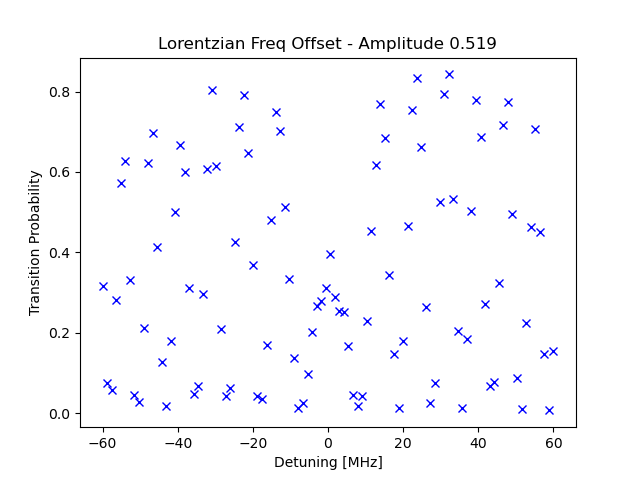 Lorentzian Freq Offset - Amplitude 0.519
Transition Probability
0.8
0.6
0.4
0.2
0.0
−60 −40 −20 0 20 40 60
Detuning [MHz]